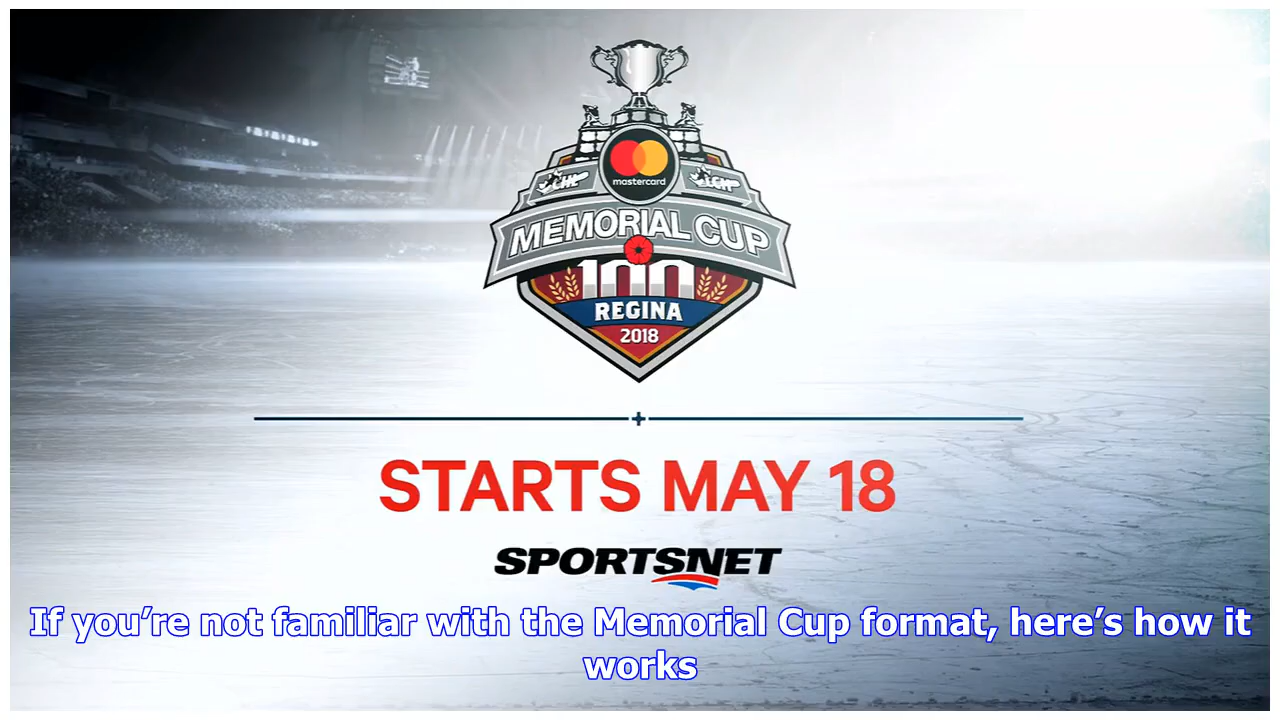 mastercard
CHL LCH
MEMORIAL CUP
100
REGINA
2018
STARTS MAY 18
SPORTSNET
If you’re not familiar with the Memorial Cup format, here’s how it
works